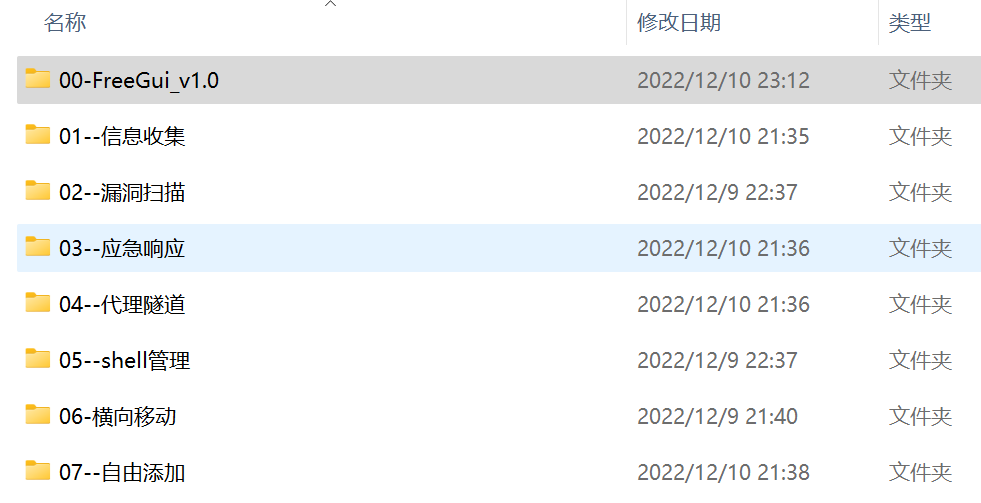 名称 修改日期 类型
00-FreeGui_v1.0 2022/12/10 23:12 文件夹
01--信息收集 2022/12/10 21:35 文件夹
02--漏洞扫描 2022/12/9 22:37 文件夹
03--应急响应 2022/12/10 21:36 文件夹
04--代理隧道 2022/12/10 21:36 文件夹
05--shell管理 2022/12/9 22:37 文件夹
06-横向移动 2022/12/9 21:40 文件夹
07--自由添加 2022/12/10 21:38 文件夹